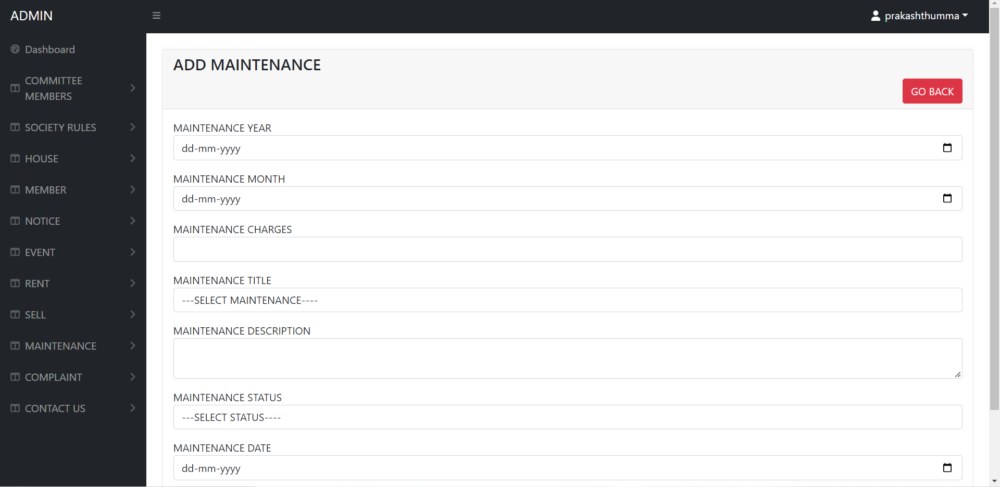 ADMIN
prakashthumma
Dashboard
COMMITTEE
MEMBERS
SOCIETY RULES
HOUSE
MEMBER
NOTICE
EVENT
RENT
SELL
MAINTENANCE
COMPLAINT
CONTACT US
ADD MAINTENANCE
GO BACK
MAINTENANCE YEAR
dd-mm-yyyy
MAINTENANCE MONTH
dd-mm-yyyy
MAINTENANCE CHARGES
MAINTENANCE TITLE
---SELECT MAINTENANCE----
MAINTENANCE DESCRIPTION
MAINTENANCE STATUS
---SELECT STATUS----
MAINTENANCE DATE
dd-mm-yyyy